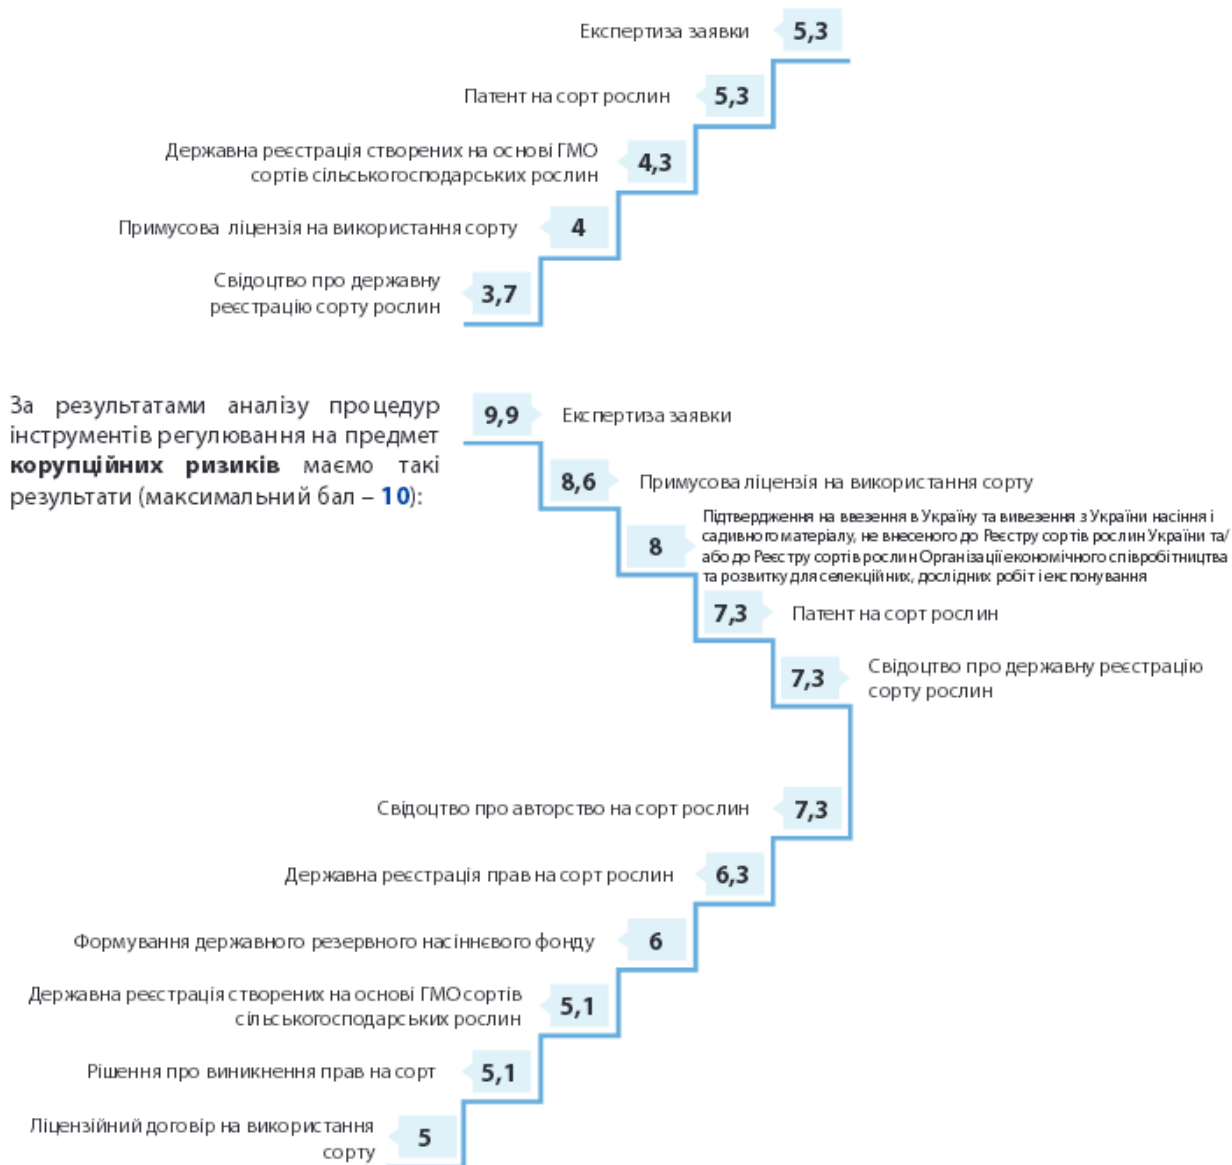 Експертиза заявки 5,3
Патент на сорт рослин 5,3
Державна реєстрація створених на основі ГМО
сортів сільськогосподарських рослин 4,3
Примусова ліцензія на використання сорту 4
Свідоцтво про державну
реєстрацію сорту рослин 3,7
За результатами аналізу процедур
інструментів регулювання на предмет
корупційних ризиків маємо такі
результати (максимальний бал – 10):
9,9 Експертиза заявки
8,6 Примусова ліцензія на використання сорту
8 Підтвердження на ввезення в Україну та вивезення з України насіння і
садивного матеріалу, не внесеного до Реєстру сортів рослин України та/
або до Реєстру сортів рослин Організації економічного співробітництва
та розвитку для селекційних, дослідних робіт і експонування
7,3 Патент на сорт рослин
7,3 Свідоцтво про державну реєстрацію
сорту рослин
Свідоцтво про авторство на сорт рослин 7,3
Державна реєстрація прав на сорт рослин 6,3
Формування державного резервного насіннєвого фонду 6
Державна реєстрація створених на основі ГМО сортів
сільськогосподарських рослин 5,1
Рішення про виникнення прав на сорт 5,1
Ліцензійний договір на використання
сорту 5